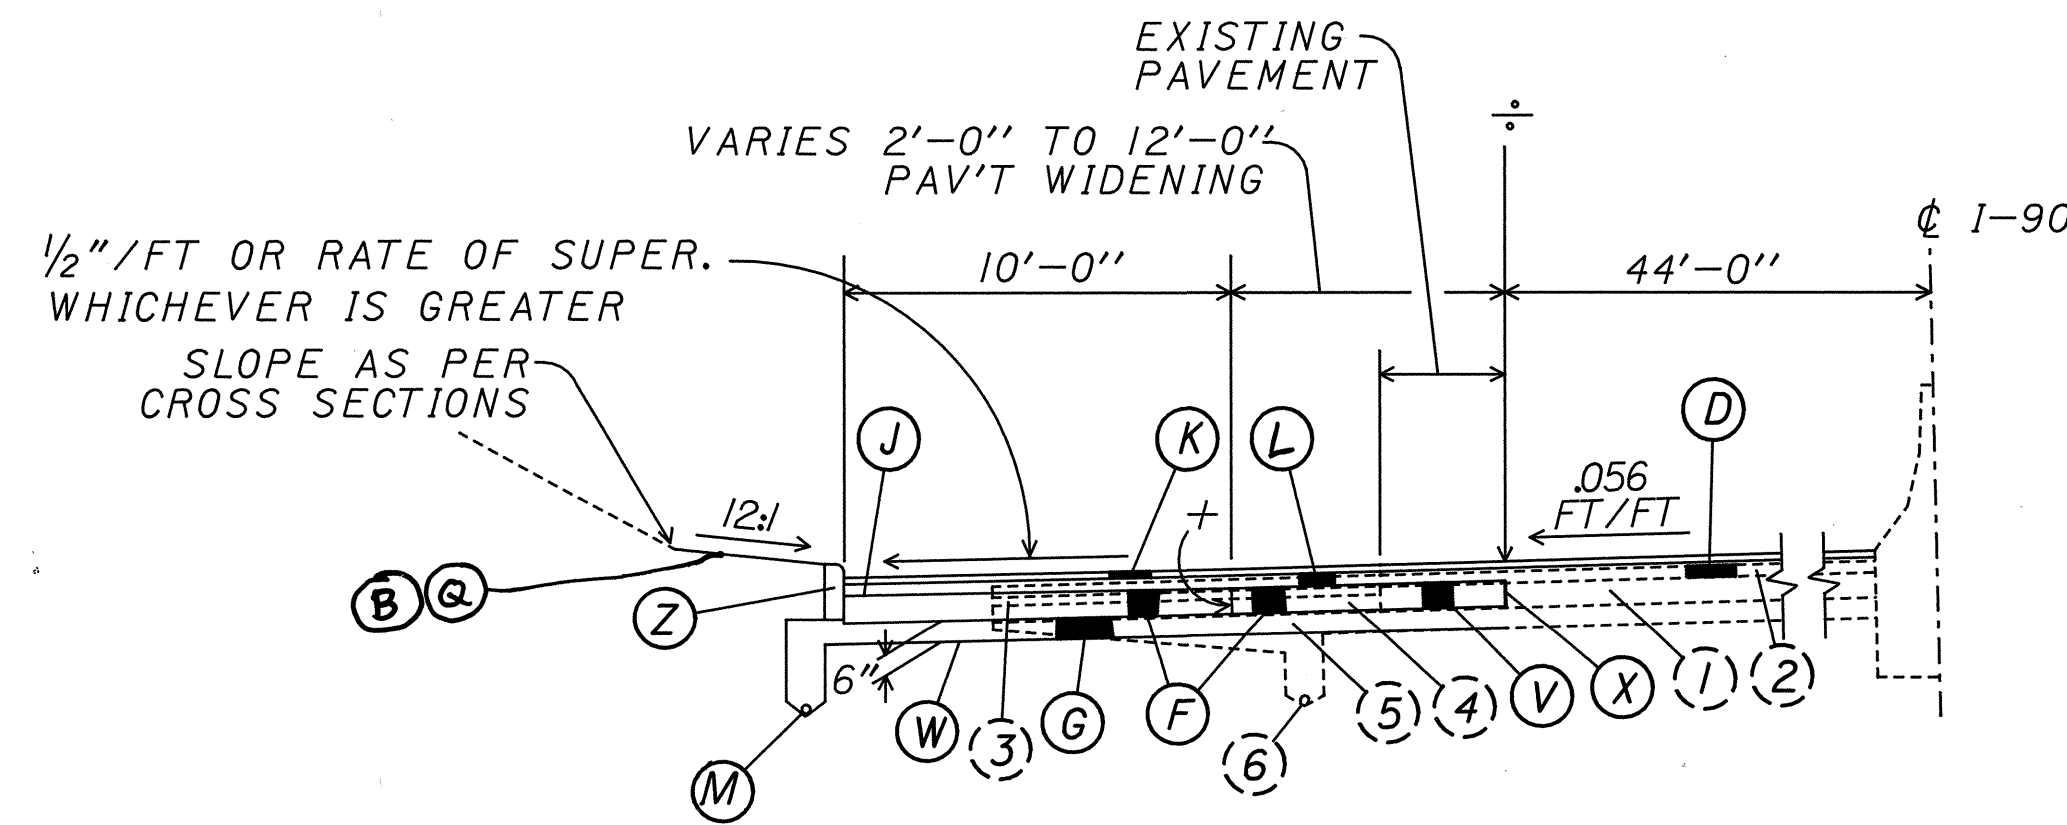 EXISTING
PAVEMENT
÷
VARIES 2'-0" TO 12'-0"
PAV'T WIDENING
℄ I-90
1/2"/FT OR RATE OF SUPER.
WHICHEVER IS GREATER
10'-0"
44'-0"
SLOPE AS PER
CROSS SECTIONS
D
J
K
L
.056
FT/FT
12:1
+
B
Q
Z
6"
W
3
G
F
6
5
4
V
X
1
2
M